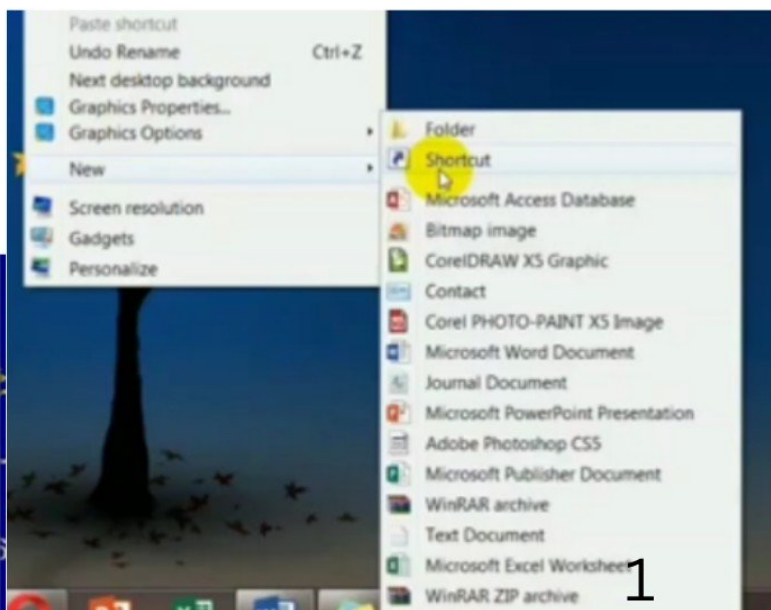 Paste shortcut
Undo Rename Ctrl+Z
Next desktop background
Graphics Properties...
Graphics Options
New
Screen resolution
Gadgets
Personalize
Folder
Shortcut
Microsoft Access Database
Bitmap image
CorelDRAW X5 Graphic
Contact
Corel PHOTO-PAINT X5 Image
Microsoft Word Document
Journal Document
Microsoft PowerPoint Presentation
Adobe Photoshop CS5
Microsoft Publisher Document
WinRAR archive
Text Document
Microsoft Excel Worksheet
1
WinRAR ZIP archive